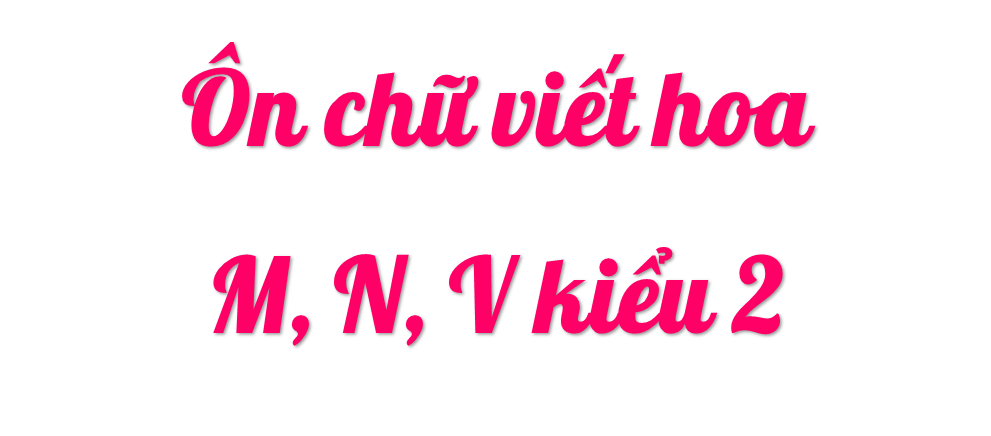 Ôn chữ viết hoa
M, N, V kiểu 2